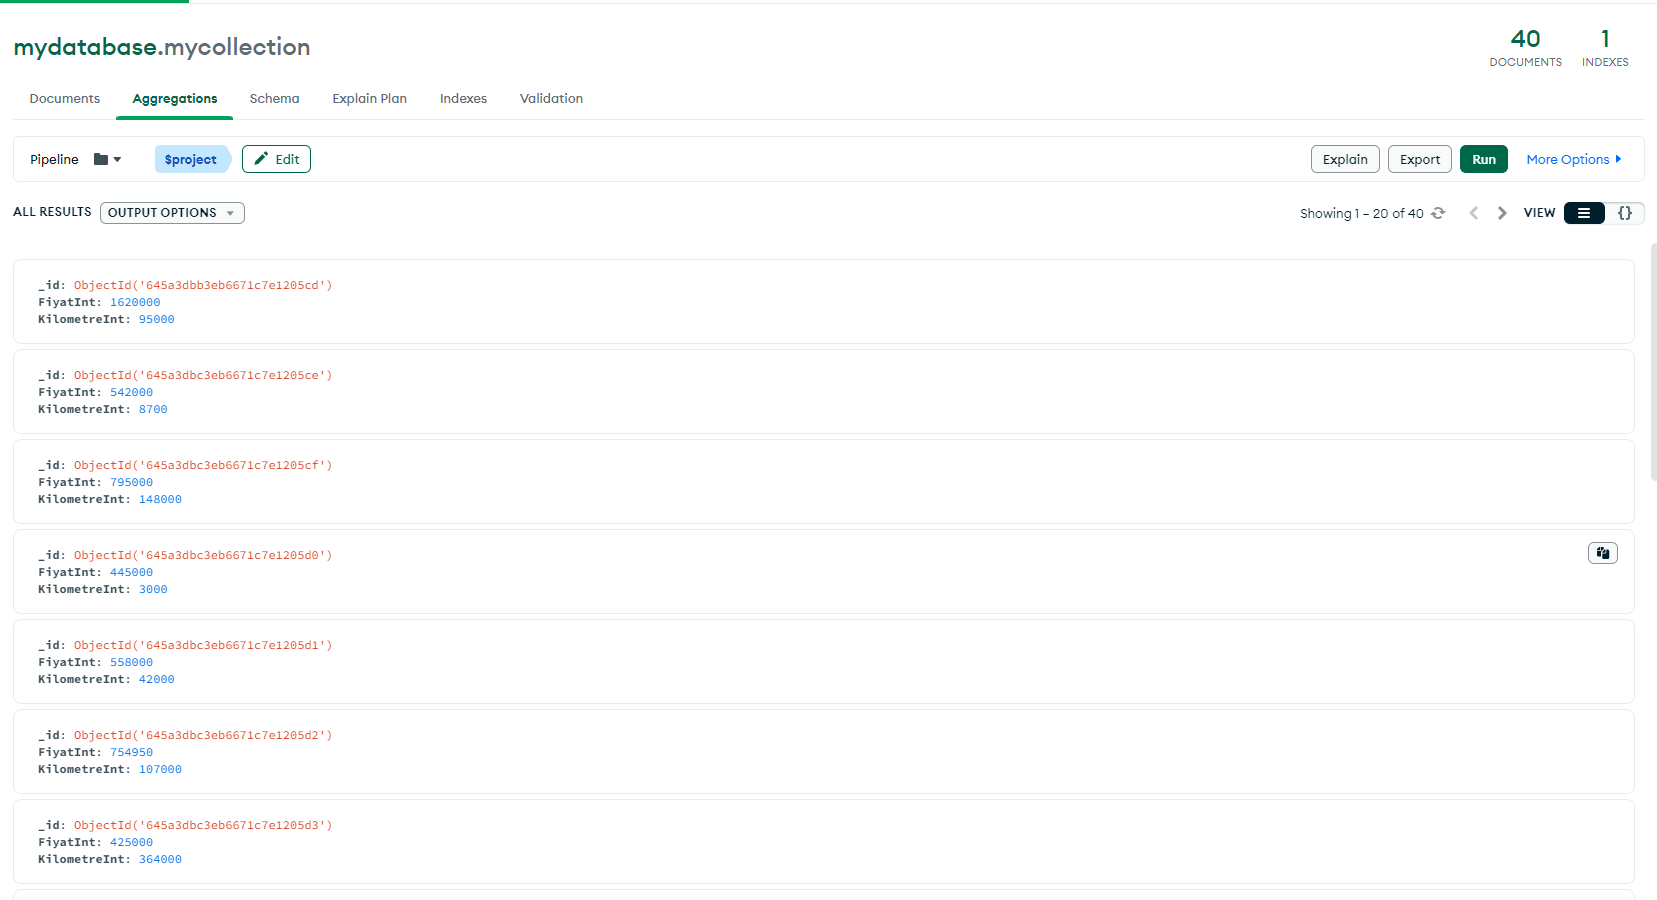 mydatabase.mycollection
40 1
DOCUMENTS INDEXES
Documents Aggregations Schema Explain Plan Indexes Validation
Pipeline $project Edit Explain Export Run More Options
ALL RESULTS OUTPUT OPTIONS Showing 1 – 20 of 40 VIEW {}
_id: ObjectId('645a3dbb3eb6671c7e1205cd')
FiyatInt: 1620000
KilometreInt: 95000
_id: ObjectId('645a3dbc3eb6671c7e1205ce')
FiyatInt: 542000
KilometreInt: 8700
_id: ObjectId('645a3dbc3eb6671c7e1205cf')
FiyatInt: 795000
KilometreInt: 148000
_id: ObjectId('645a3dbc3eb6671c7e1205d0')
FiyatInt: 445000
KilometreInt: 3000
_id: ObjectId('645a3dbc3eb6671c7e1205d1')
FiyatInt: 558000
KilometreInt: 42000
_id: ObjectId('645a3dbc3eb6671c7e1205d2')
FiyatInt: 754950
KilometreInt: 107000
_id: ObjectId('645a3dbc3eb6671c7e1205d3')
FiyatInt: 425000
KilometreInt: 364000